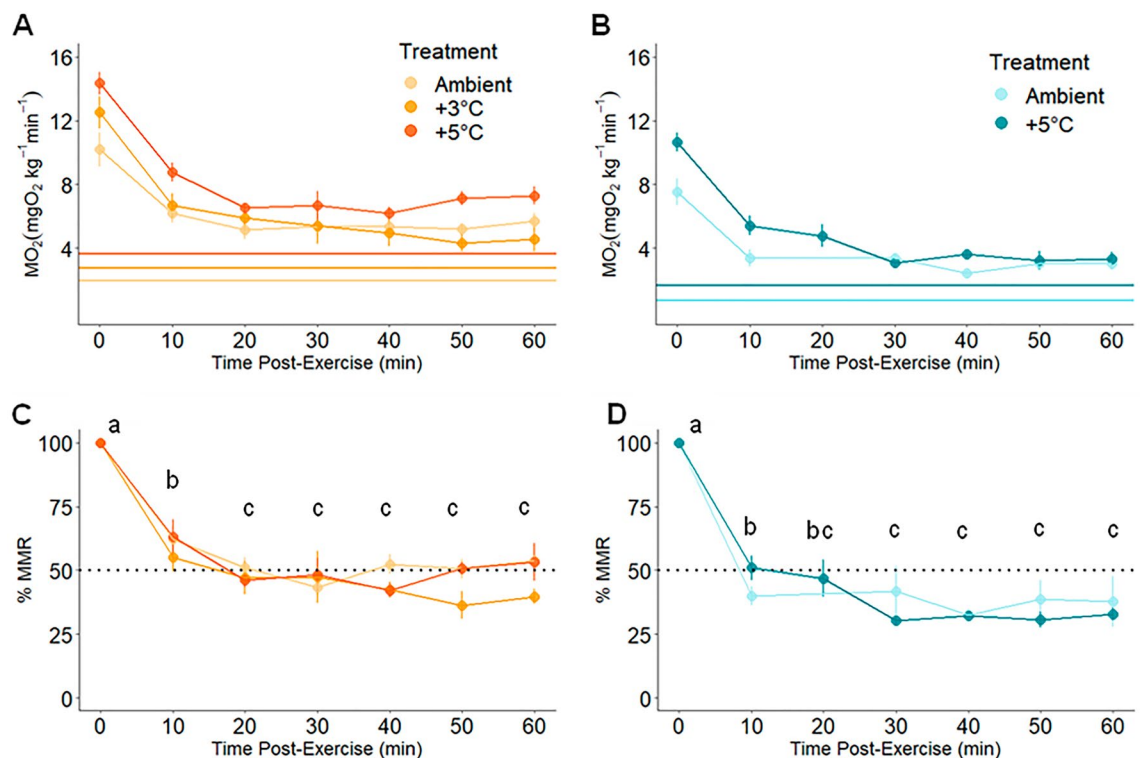 A
Treatment
Ambient
+3°C
+5°C
16
12
8
4
MO₂(mgO₂ kg⁻¹min⁻¹)
0 10 20 30 40 50 60
Time Post-Exercise (min)
B
Treatment
Ambient
+5°C
16
12
8
4
MO₂(mgO₂ kg⁻¹min⁻¹)
0 10 20 30 40 50 60
Time Post-Exercise (min)
C
a
b
c c c c c
100
75
50
25
0
% MMR
0 10 20 30 40 50 60
Time Post-Exercise (min)
D
a
b bc c c c c
100
75
50
25
0
% MMR
0 10 20 30 40 50 60
Time Post-Exercise (min)